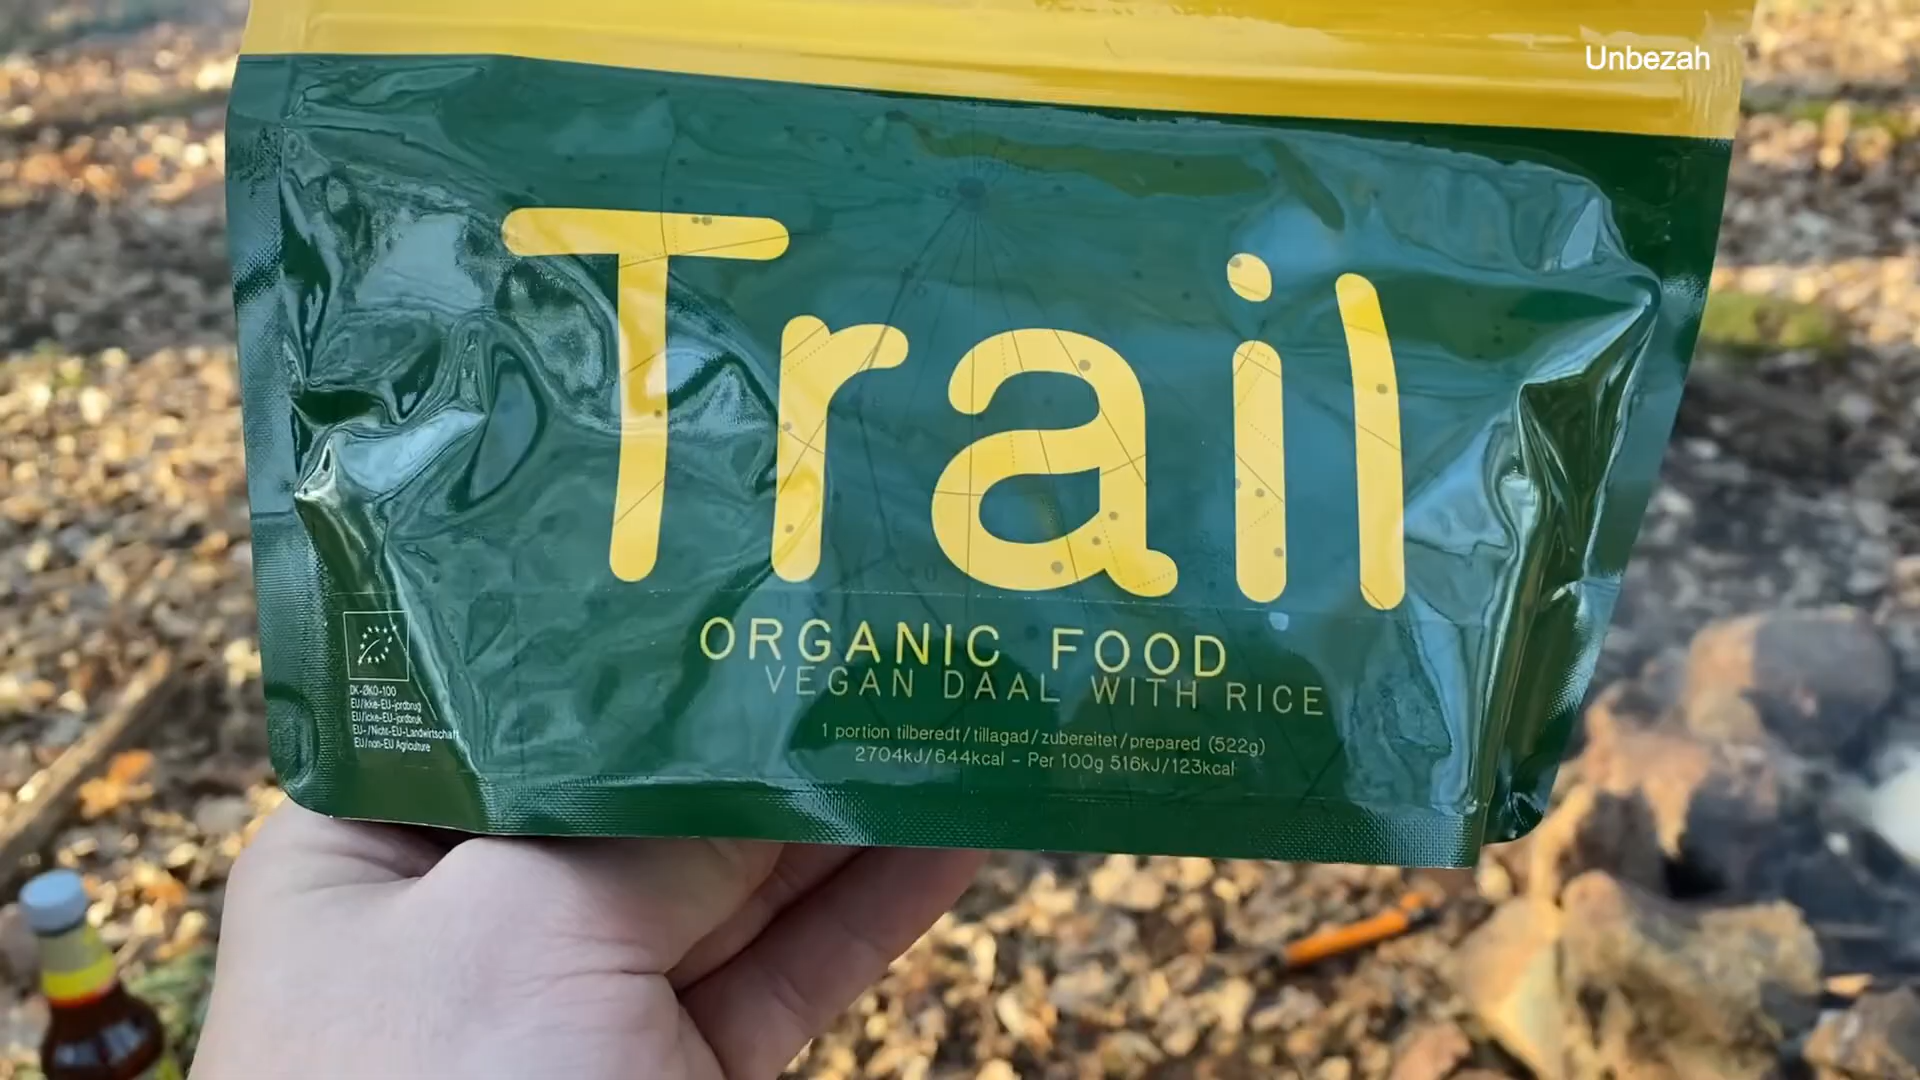 Unbezah
Trail
ORGANIC FOOD
VEGAN DAAL WITH RICE
1 portion tilberedt/tillagad/zubereitet/prepared (522g)
2704kJ/644kcal - Per 100g 516kJ/123kcal
DK-ØKO-100
EU/ikke-EU-jordbrug
EU/icke-EU-jordbruk
EU-/Nicht-EU-Landwirtschaft
EU/non-EU Agriculture